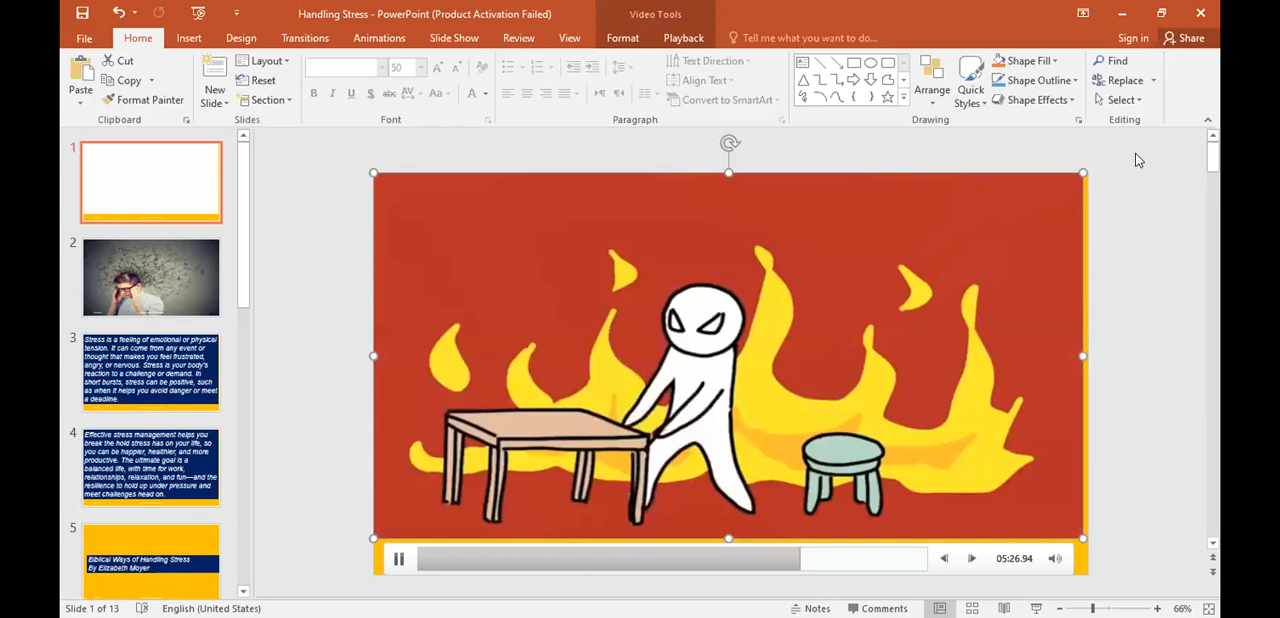 Handling Stress - PowerPoint (Product Activation Failed)
Video Tools
File
Home
Insert
Design
Transitions
Animations
Slide Show
Review
View
Format
Playback
Tell me what you want to do...
Sign in
Share
Paste
Cut
Copy
Format Painter
Clipboard
New
Slide
Layout
Reset
Section
Slides
50
B I U S abc AV Aa A
Font
Text Direction
Align Text
Convert to SmartArt
Paragraph
Arrange
Quick
Styles
Shape Fill
Shape Outline
Shape Effects
Drawing
Find
Replace
Select
Editing
1
2
3
Stress is a feeling of emotional or physical
tension. It can come from any event or
thought that makes you feel frustrated,
angry, or nervous. Stress is your body's
reaction to a challenge or demand. In
short bursts, stress can be positive, such
as when it helps you avoid danger or meet
a deadline.
4
Effective stress management helps you
break the hold stress has on your life, so
you can be happier, healthier, and more
productive. The ultimate goal is a
balanced life, with time for work,
relationships, relaxation, and fun—and the
resilience to hold up under pressure and
meet challenges head on.
5
Biblical Ways of Handling Stress
By Elizabeth Moyer
05:26.94
Slide 1 of 13
English (United States)
Notes
Comments
66%